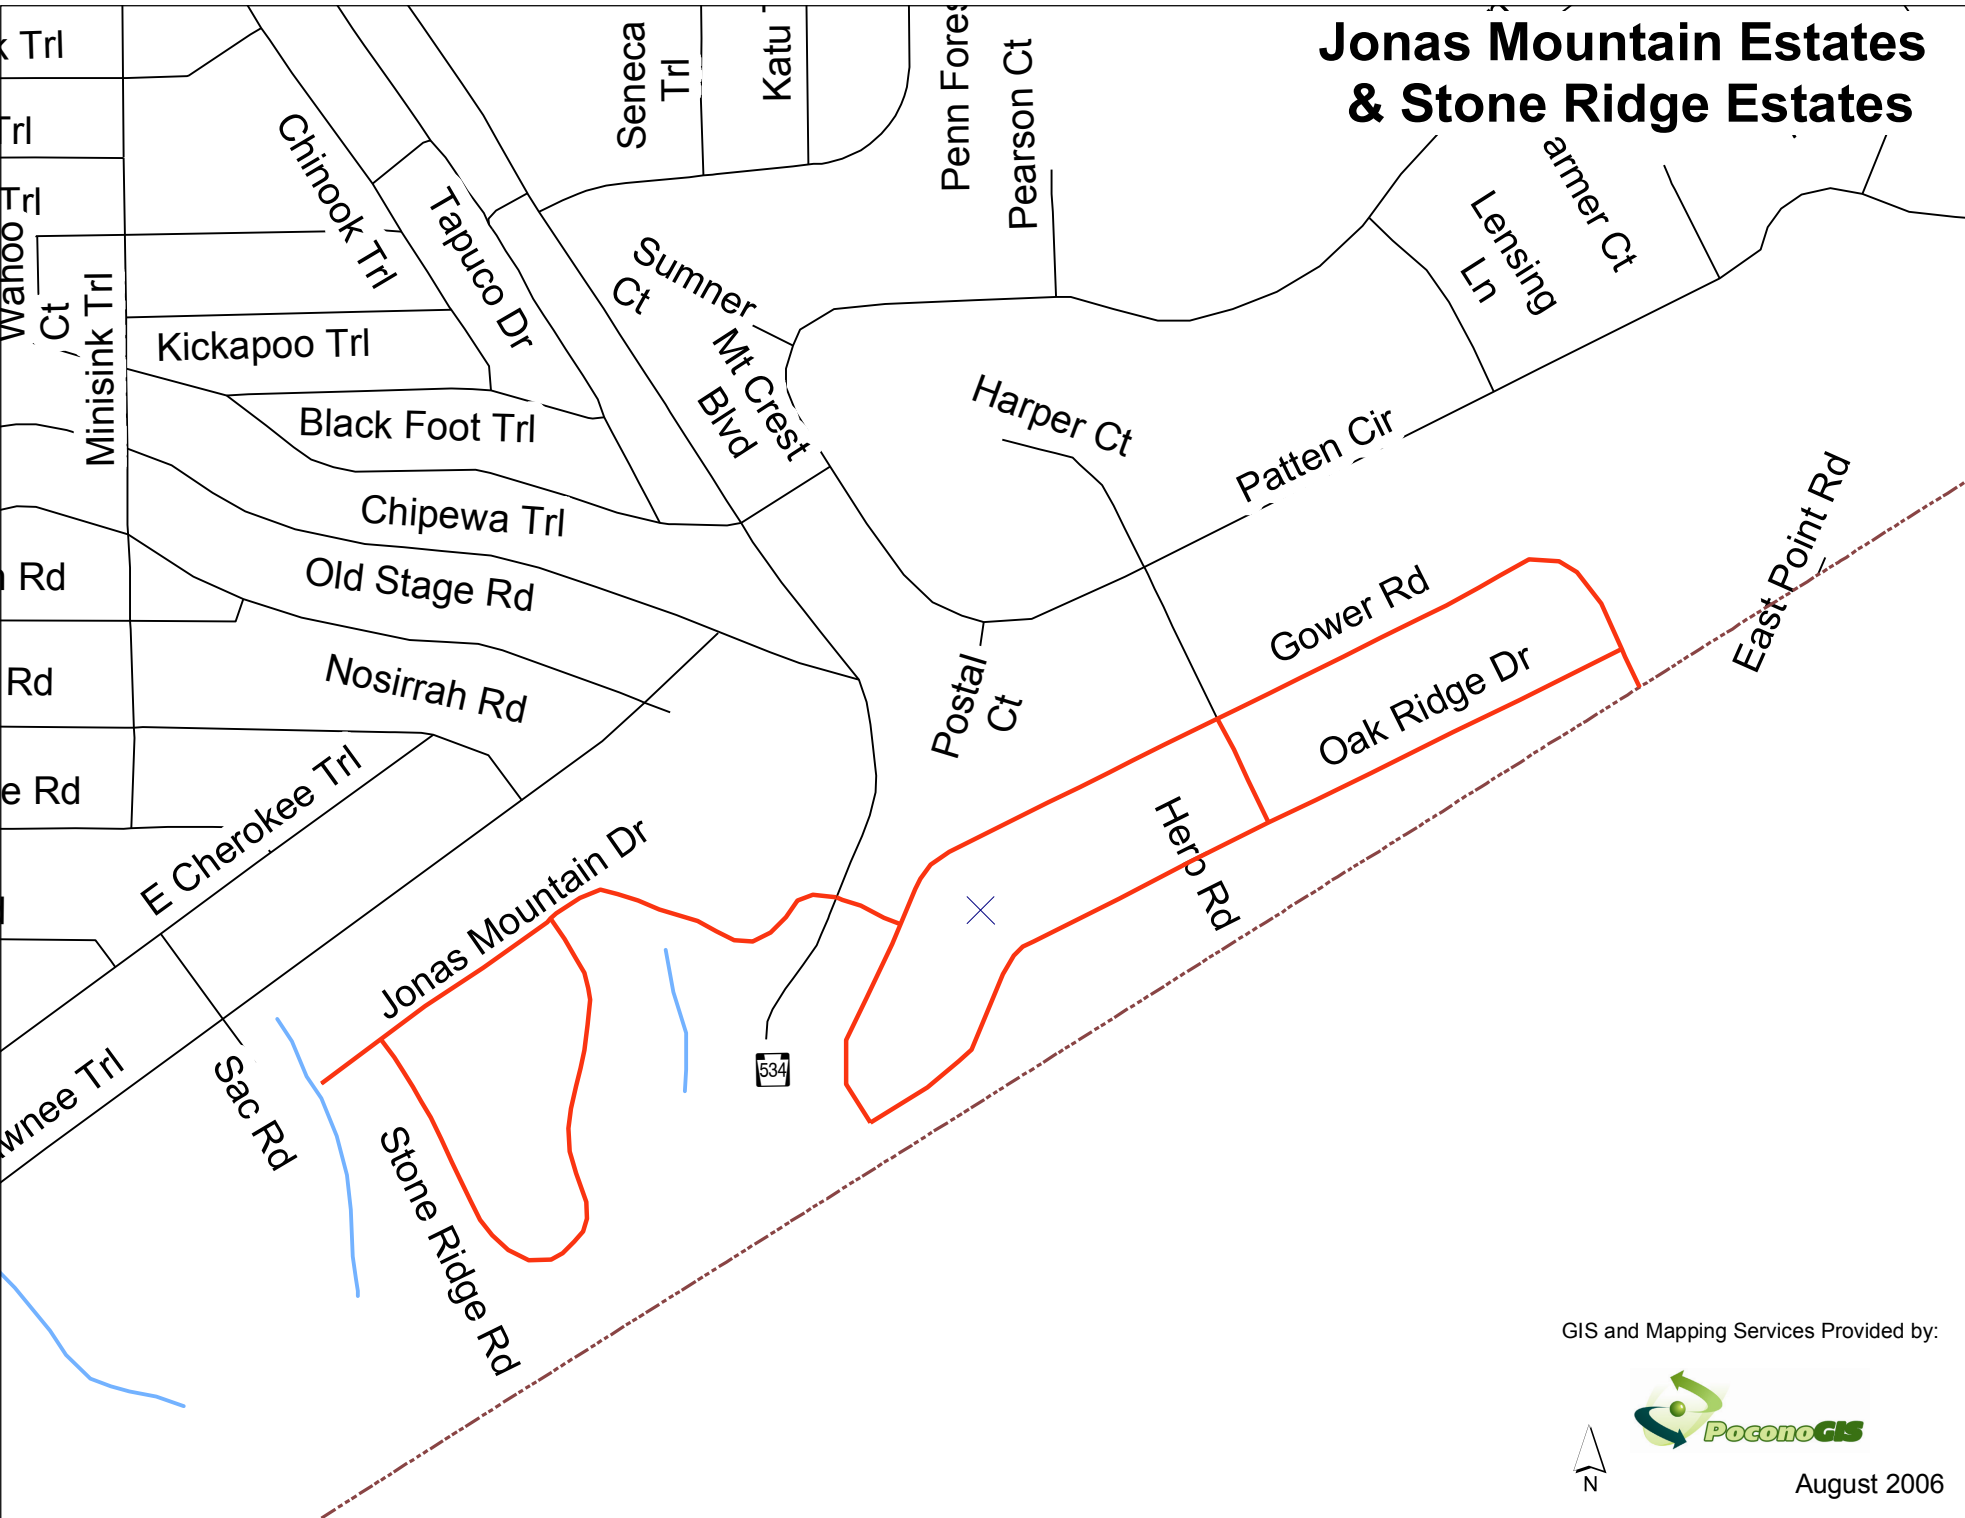 Jonas Mountain Estates
& Stone Ridge Estates
Trl
Seneca
Trl
Katu
Pearson Ct
Chinook Trl
Tapuco Dr
Sumner
Ct
Lensing
Ln
armer Ct
Trl
Wahoo
Ct
Minisink Trl
Kickapoo Trl
Mt Crest
Blvd
Harper Ct
Black Foot Trl
Patten Cir
Chipewa Trl
East Point Rd
Rd
Old Stage Rd
Gower Rd
Rd
Nosirrah Rd
Postal
Ct
Oak Ridge Dr
e Rd
E Cherokee Trl
Herb Rd
Jonas Mountain Dr
wnee Trl
Sac Rd
534
Stone Ridge Rd
GIS and Mapping Services Provided by:
PoconoGIS
N
August 2006